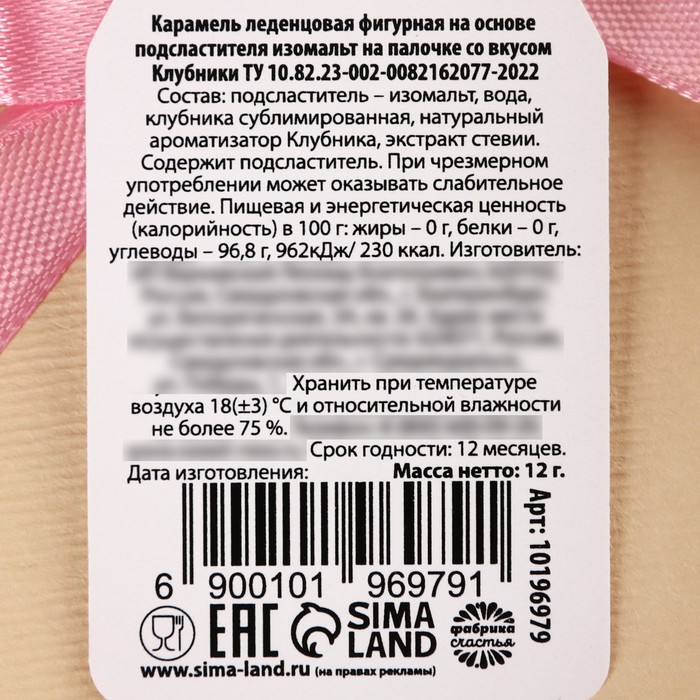 Карамель леденцовая фигурная на основе
подсластителя изомальт на палочке со вкусом
Клубники ТУ 10.82.23-002-0082162077-2022
Состав: подсластитель – изомальт, вода,
клубника сублимированная, натуральный
ароматизатор Клубника, экстракт стевии.
Содержит подсластитель. При чрезмерном
употреблении может оказывать слабительное
действие. Пищевая и энергетическая ценность
(калорийность) в 100 г: жиры – 0 г, белки – 0 г,
углеводы – 96,8 г, 962кДж/ 230 ккал. Изготовитель:
Хранить при температуре
воздуха 18(±3) °С и относительной влажности
не более 75 %.
Срок годности: 12 месяцев.
Дата изготовления: Масса нетто: 12 г.
Арт: 10196979
6 900101 969791
EAC SIMA LAND
фабрика счастья
www.sima-land.ru (на правах рекламы)